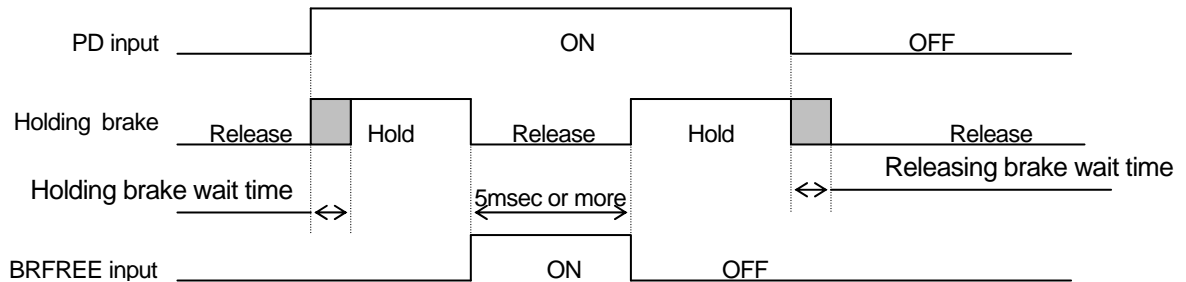 PD input ON OFF
Holding brake Release Hold Release Hold Release
Holding brake wait time 5msec or more Releasing brake wait time
BRFREE input ON OFF